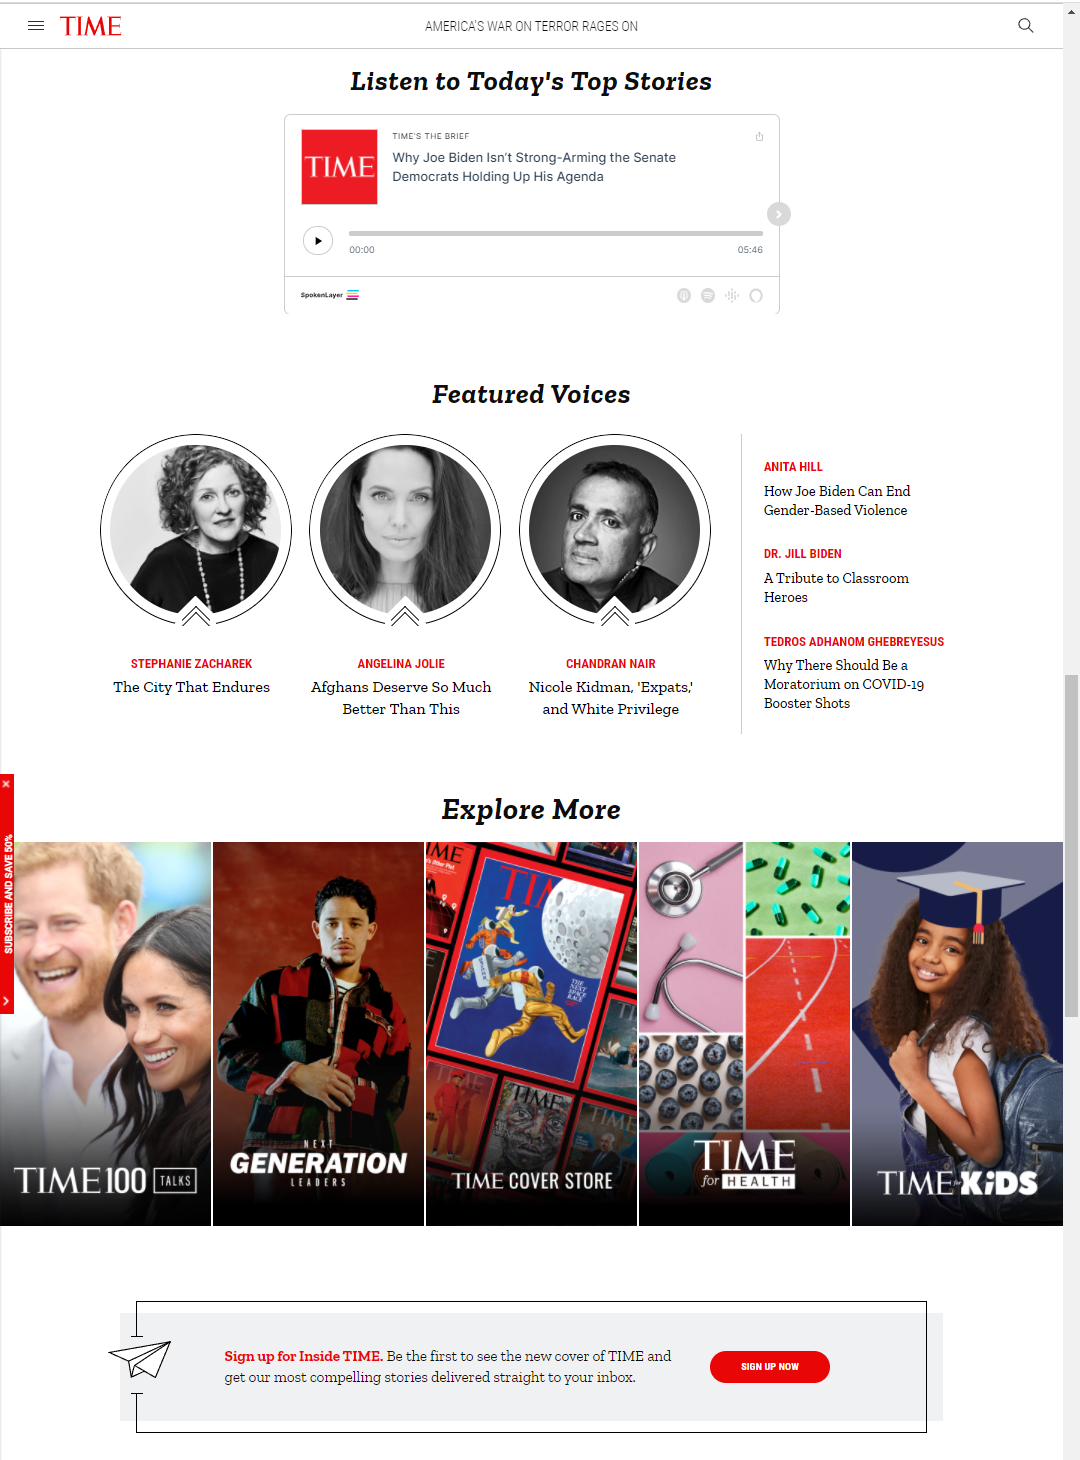 TIME
AMERICA'S WAR ON TERROR RAGES ON
Listen to Today's Top Stories
TIME
TIME'S THE BRIEF
Why Joe Biden Isn't Strong-Arming the Senate
Democrats Holding Up His Agenda
00:00
05:46
SpokenLayer
Featured Voices
STEPHANIE ZACHAREK
The City That Endures
ANGELINA JOLIE
Afghans Deserve So Much
Better Than This
CHANDRAN NAIR
Nicole Kidman, 'Expats,'
and White Privilege
ANITA HILL
How Joe Biden Can End
Gender-Based Violence
DR. JILL BIDEN
A Tribute to Classroom
Heroes
TEDROS ADHANOM GHEBREYESUS
Why There Should Be a
Moratorium on COVID-19
Booster Shots
SUBSCRIBE AND SAVE 50%
Explore More
TIME100 TALKS
NEXT
GENERATION
LEADERS
THE
NEXT
SPACE
RACE
TIME
TIME COVER STORE
TIME
for HEALTH
TIME for KiDS
Sign up for Inside TIME. Be the first to see the new cover of TIME and
get our most compelling stories delivered straight to your inbox.
SIGN UP NOW